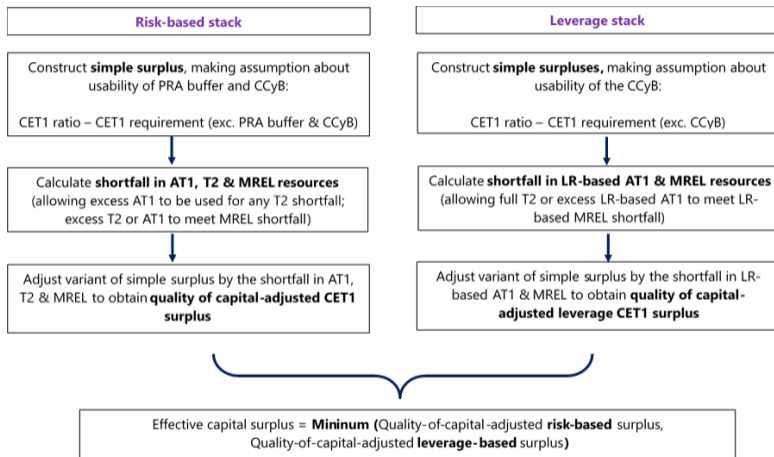 Risk-based stack
Construct simple surplus, making assumption about
usability of PRA buffer and CCyB:
CET1 ratio – CET1 requirement (exc. PRA buffer & CCyB)
Calculate shortfall in AT1, T2 & MREL resources
(allowing excess AT1 to be used for any T2 shortfall;
excess T2 or AT1 to meet MREL shortfall)
Adjust variant of simple surplus by the shortfall in AT1,
T2 & MREL to obtain quality of capital-adjusted CET1
surplus
Leverage stack
Construct simple surpluses, making assumption about
usability of the CCyB:
CET1 ratio – CET1 requirement (exc. CCyB)
Calculate shortfall in LR-based AT1 & MREL resources
(allowing full T2 or excess LR-based AT1 to meet LR-
based MREL shortfall)
Adjust variant of simple surplus by the shortfall in LR-
based AT1 & MREL to obtain quality of capital-
adjusted leverage CET1 surplus
Effective capital surplus = Mininum (Quality-of-capital-adjusted risk-based surplus,
Quality-of-capital-adjusted leverage-based surplus)